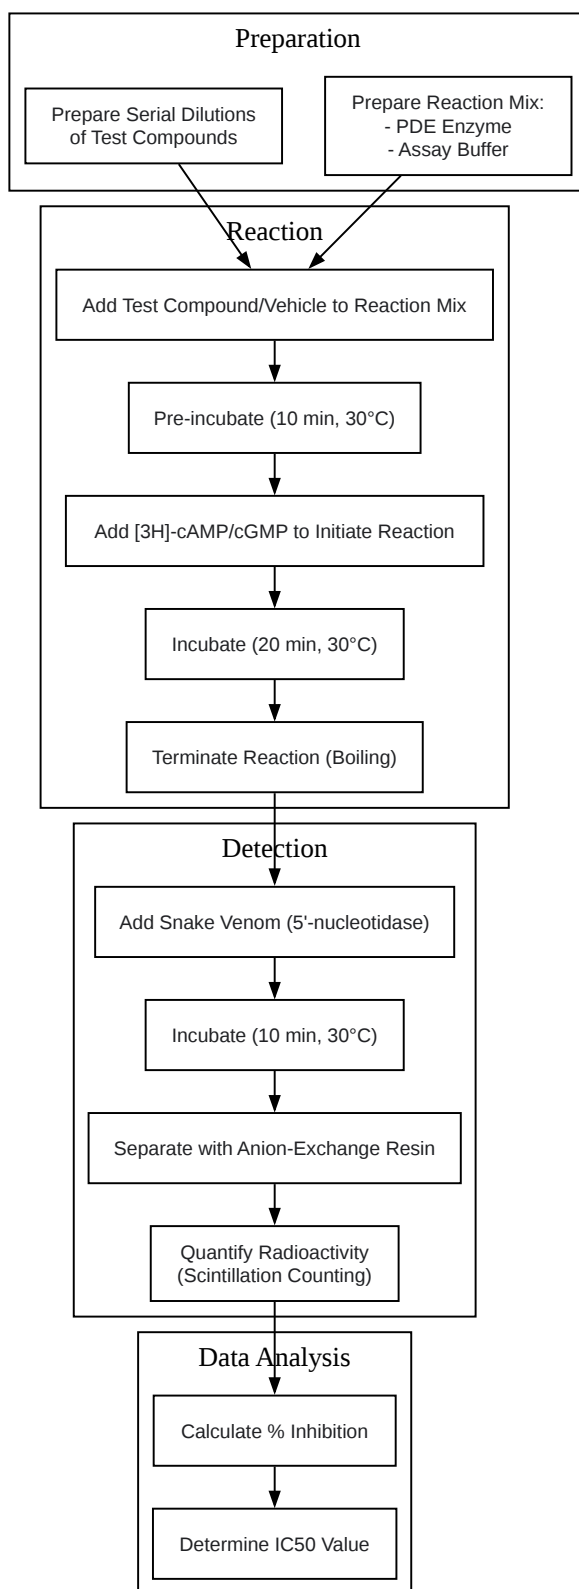 Preparation
Prepare Serial Dilutions
of Test Compounds
Prepare Reaction Mix:
- PDE Enzyme
- Assay Buffer
Reaction
Add Test Compound/Vehicle to Reaction Mix
Pre-incubate (10 min, 30°C)
Add [3H]-cAMP/cGMP to Initiate Reaction
Incubate (20 min, 30°C)
Terminate Reaction (Boiling)
Detection
Add Snake Venom (5'-nucleotidase)
Incubate (10 min, 30°C)
Separate with Anion-Exchange Resin
Quantify Radioactivity
(Scintillation Counting)
Data Analysis
Calculate % Inhibition
Determine IC50 Value